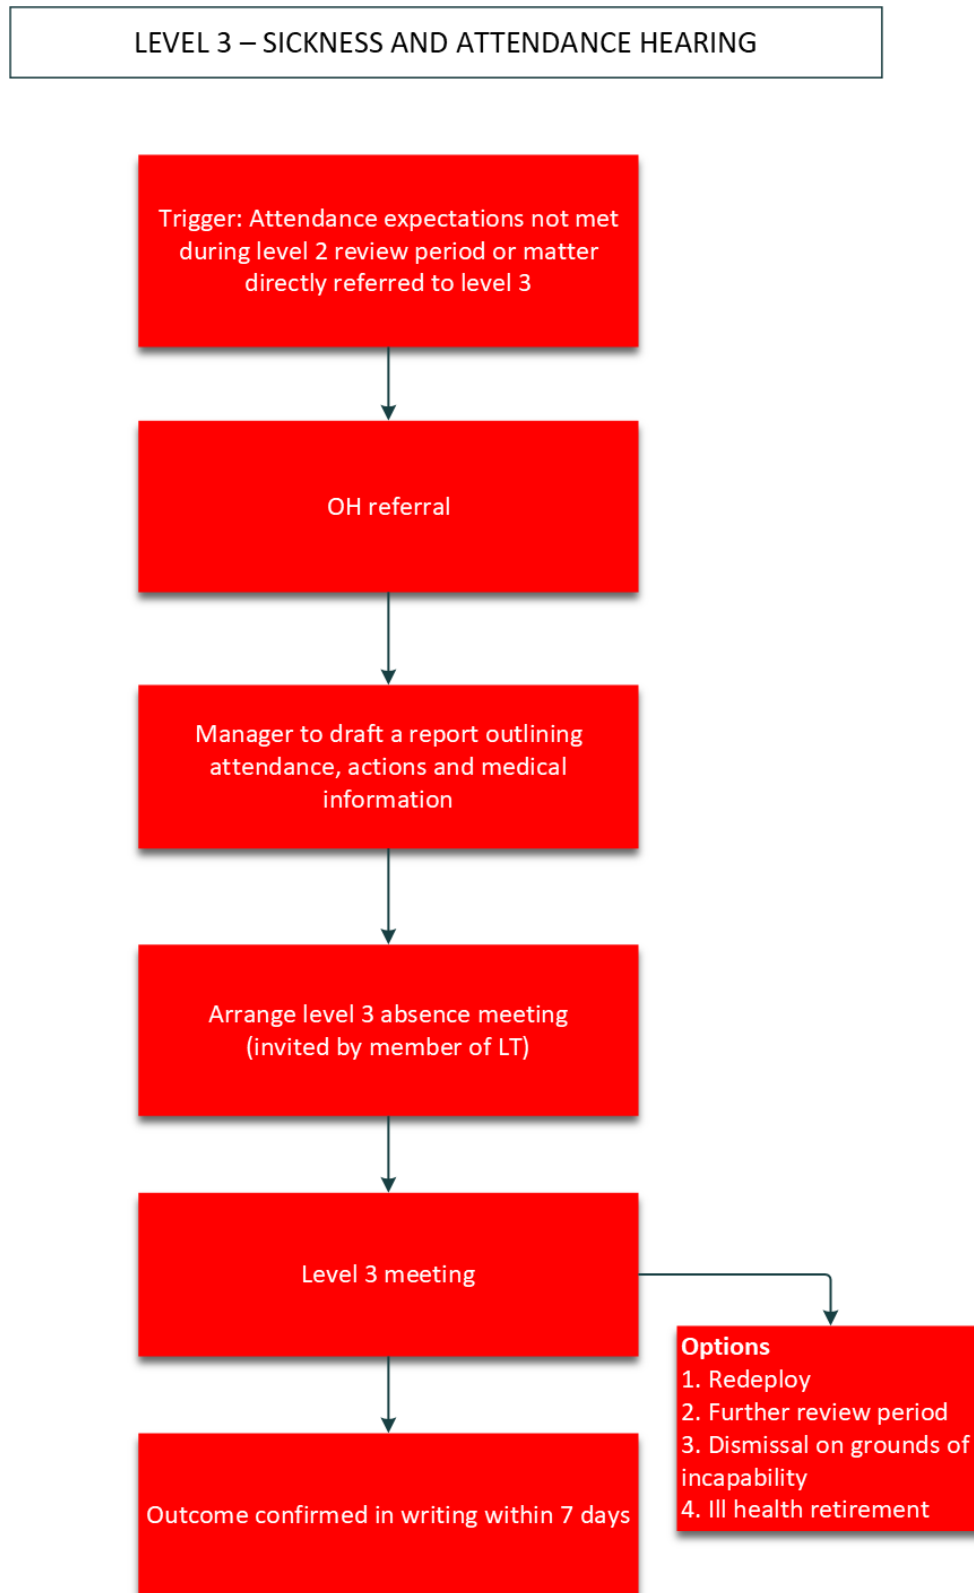 LEVEL 3 – SICKNESS AND ATTENDANCE HEARING
Trigger: Attendance expectations not met
during level 2 review period or matter
directly referred to level 3
OH referral
Manager to draft a report outlining
attendance, actions and medical
information
Arrange level 3 absence meeting
(invited by member of LT)
Level 3 meeting
Options
1. Redeploy
2. Further review period
3. Dismissal on grounds of
incapability
4. Ill health retirement
Outcome confirmed in writing within 7 days